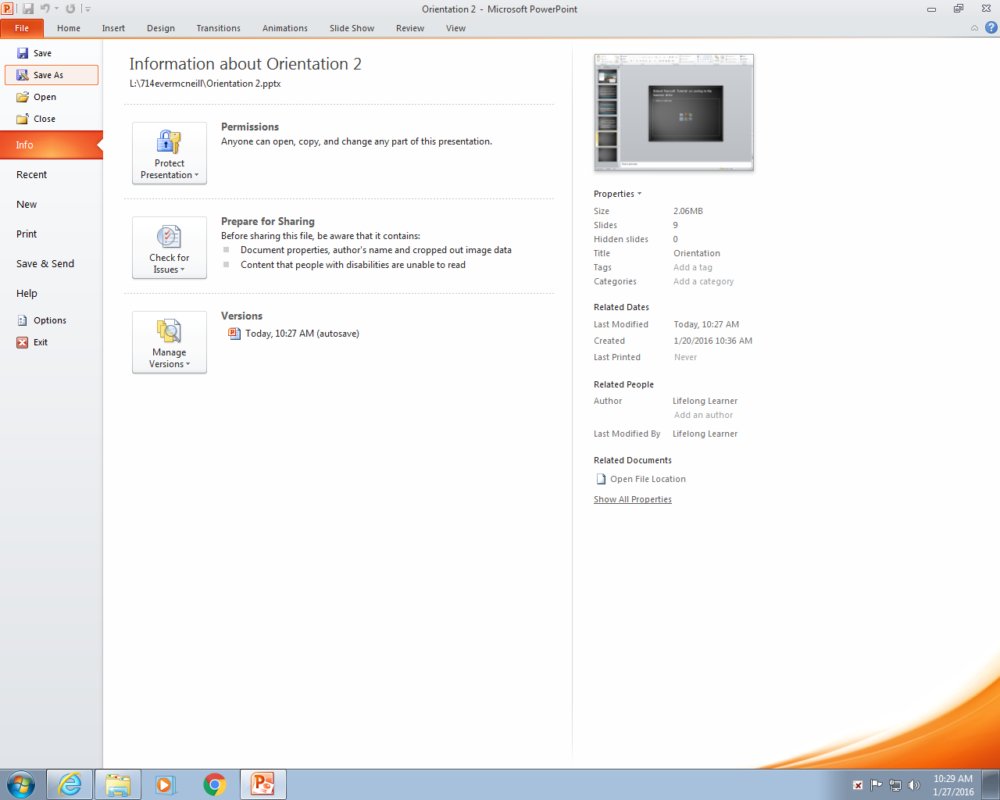 Orientation 2 - Microsoft PowerPoint
File Home Insert Design Transitions Animations Slide Show Review View
Save
Save As
Open
Close
Info
Recent
New
Print
Save & Send
Help
Options
Exit
Information about Orientation 2
L:\714evermcneill\Orientation 2.pptx
Protect
Presentation
Permissions
Anyone can open, copy, and change any part of this presentation.
Check for
Issues
Prepare for Sharing
Before sharing this file, be aware that it contains:
Document properties, author's name and cropped out image data
Content that people with disabilities are unable to read
Manage
Versions
Versions
Today, 10:27 AM (autosave)
Properties
Size 2.06MB
Slides 9
Hidden slides 0
Title Orientation
Tags Add a tag
Categories Add a category
Related Dates
Last Modified Today, 10:27 AM
Created 1/20/2016 10:36 AM
Last Printed Never
Related People
Author Lifelong Learner
Add an author
Last Modified By Lifelong Learner
Related Documents
Open File Location
Show All Properties
10:29 AM
1/27/2016